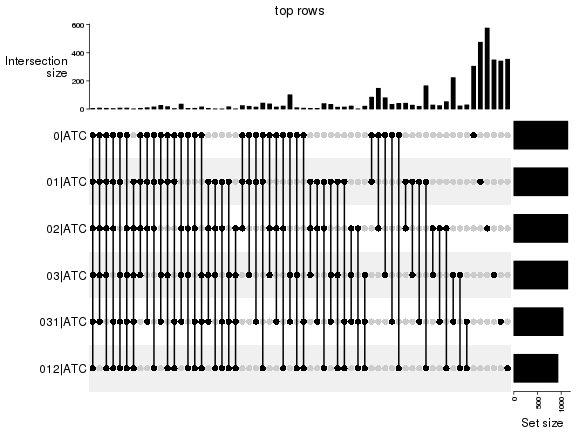 top rows
600
400
200
0
Intersection
size
0|ATC
01|ATC
02|ATC
03|ATC
031|ATC
012|ATC
0
500
1000
Set size